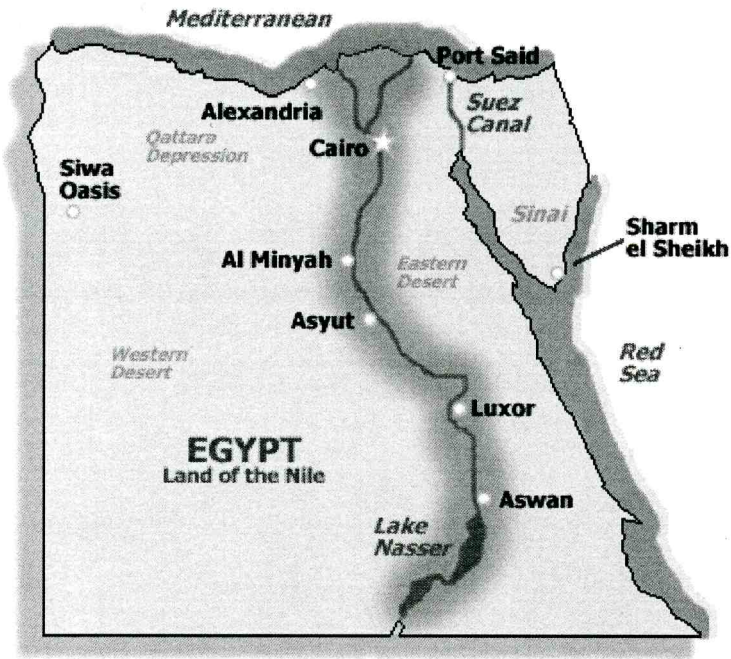 Mediterranean
Port Said
Alexandria
Suez
Canal
Qattara
Depression
Cairo
Siwa
Oasis
Sinai
Sharm
el Sheikh
Al Minyah
Eastern
Desert
Asyut
Western
Desert
Red
Sea
Luxor
EGYPT
Land of the Nile
Aswan
Lake
Nasser